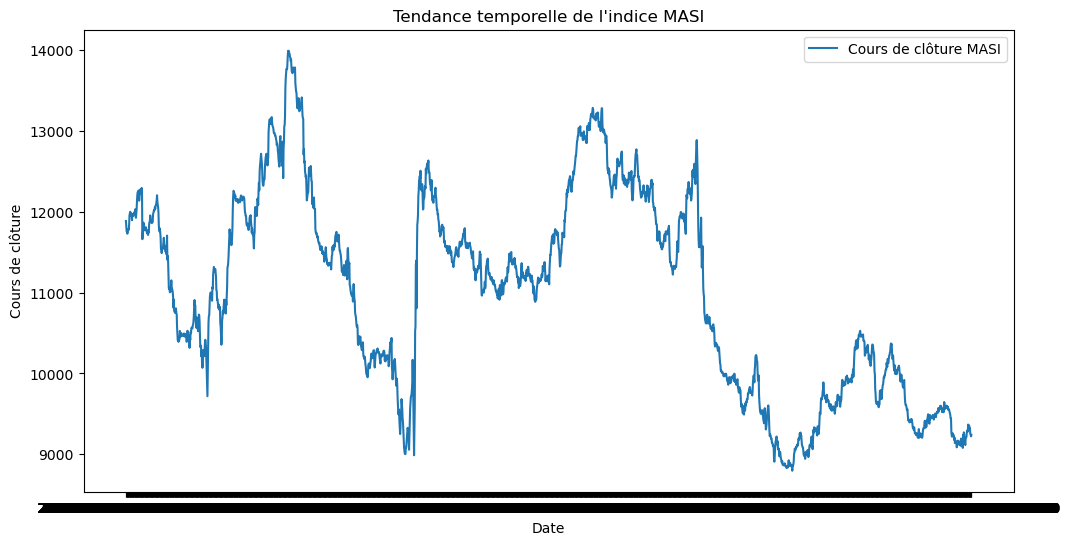 Tendance temporelle de l'indice MASI
Cours de clôture MASI
14000
13000
12000
11000
10000
9000
Cours de clôture
Date